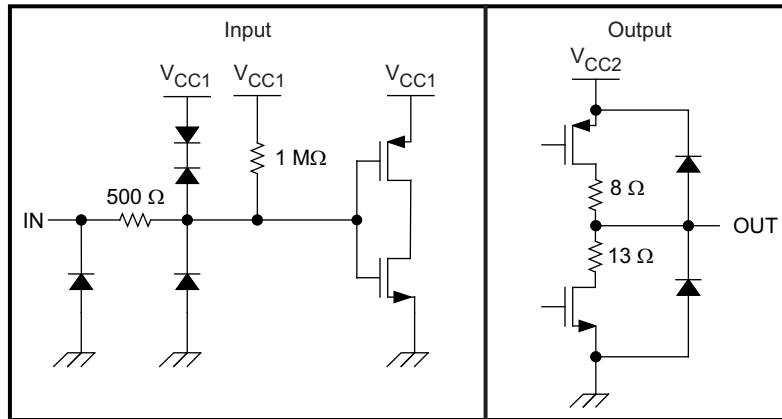 Input
VCC1
VCC1
VCC1
1 MΩ
500 Ω
IN
Output
VCC2
8 Ω
OUT
13 Ω